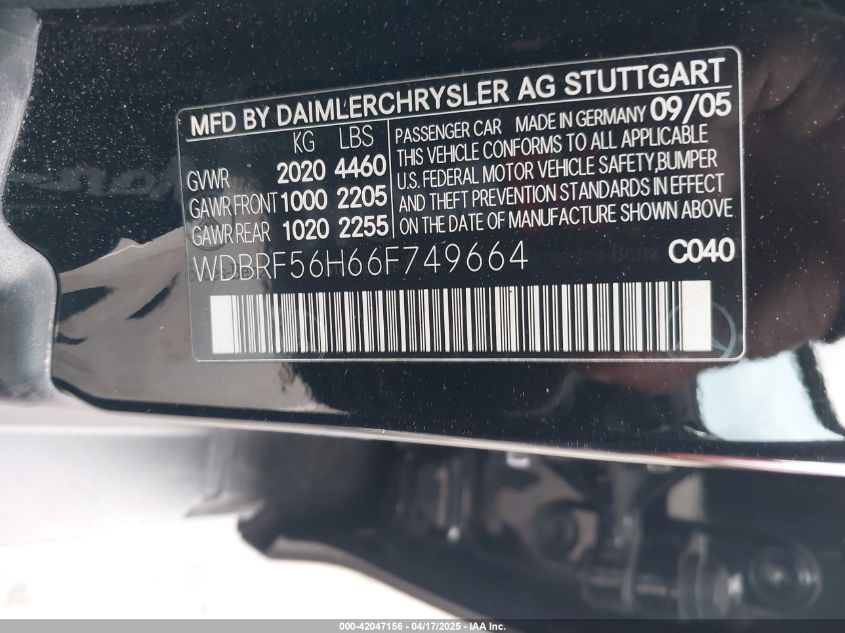 MFD BY DAIMLERCHRYSLER AG STUTTGART
KG LBS
GVWR 2020 4460
GAWR FRONT 1000 2205
GAWR REAR 1020 2255
PASSENGER CAR MADE IN GERMANY 09/05
THIS VEHICLE CONFORMS TO ALL APPLICABLE
U.S. FEDERAL MOTOR VEHICLE SAFETY,BUMPER
AND THEFT PREVENTION STANDARDS IN EFFECT
ON THE DATE OF MANUFACTURE SHOWN ABOVE
WDBRF56H66F749664 C040
000-42047156 - 04/17/2025 - IAA Inc.